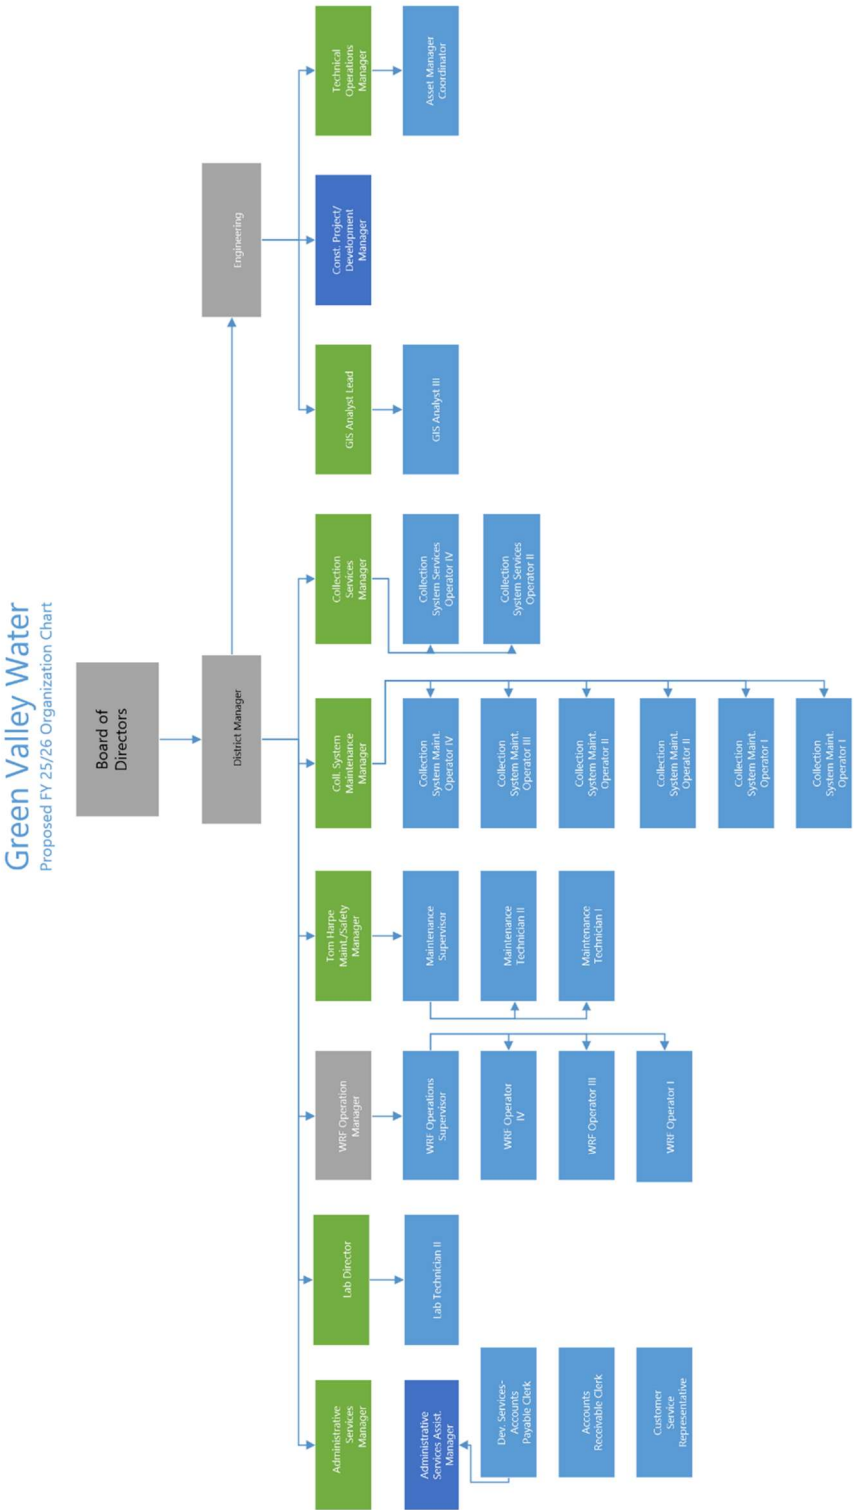 Green Valley Water
Proposed FY 25/26 Organization Chart
Board of
Directors
District Manager
Engineering
Administrative
Services
Manager
Lab Director
WRF Operation
Manager
Tom Harpe
Maint./Safety
Manager
Coll. System
Maintenance
Manager
Collection
Services
Manager
GIS Analyst Lead
Const. Project/
Development
Manager
Technical
Operations
Manager
Administrative
Services Assist.
Manager
Lab Technician II
WRF Operations
Supervisor
Maintenance
Supervisor
Collection
System Maint.
Operator IV
Collection
System Services
Operator IV
GIS Analyst III
Asset Manager
Coordinator
Dev. Services-
Accounts
Payable Clerk
WRF Operator
IV
Maintenance
Technician II
Collection
System Maint.
Operator III
Collection
System Services
Operator II
Accounts
Receivable Clerk
WRF Operator III
Maintenance
Technician I
Collection
System Maint.
Operator II
Customer
Service
Representative
WRF Operator I
Collection
System Maint.
Operator II
Collection
System Maint.
Operator I
Collection
System Maint.
Operator I